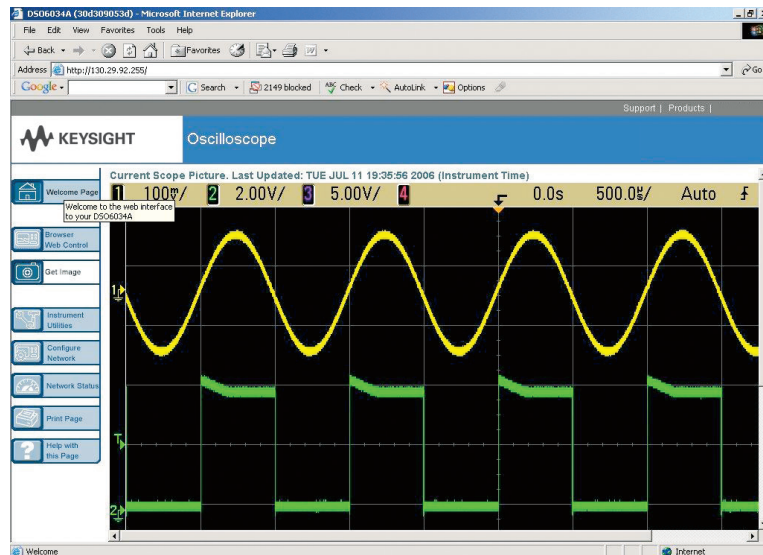 DSO6034A (30d309053d) - Microsoft Internet Explorer
File Edit View Favorites Tools Help
Back Favorites
Address http://130.29.92.255/ Go
Google Search 2149 blocked Check AutoLink Options
Support | Products |
KEYSIGHT Oscilloscope
Current Scope Picture. Last Updated: TUE JUL 11 19:35:56 2006 (Instrument Time)
1 100mV/ 2 2.00V/ 3 5.00V/ 4 0.0s 500.0µs/ Auto
Welcome Page
Welcome to the web interface
to your DSO6034A
Browser
Web Control
Get Image
1
Instrument
Utilities
Configure
Network
Network Status
Print Page
T
Help with
this Page
2
Welcome Internet